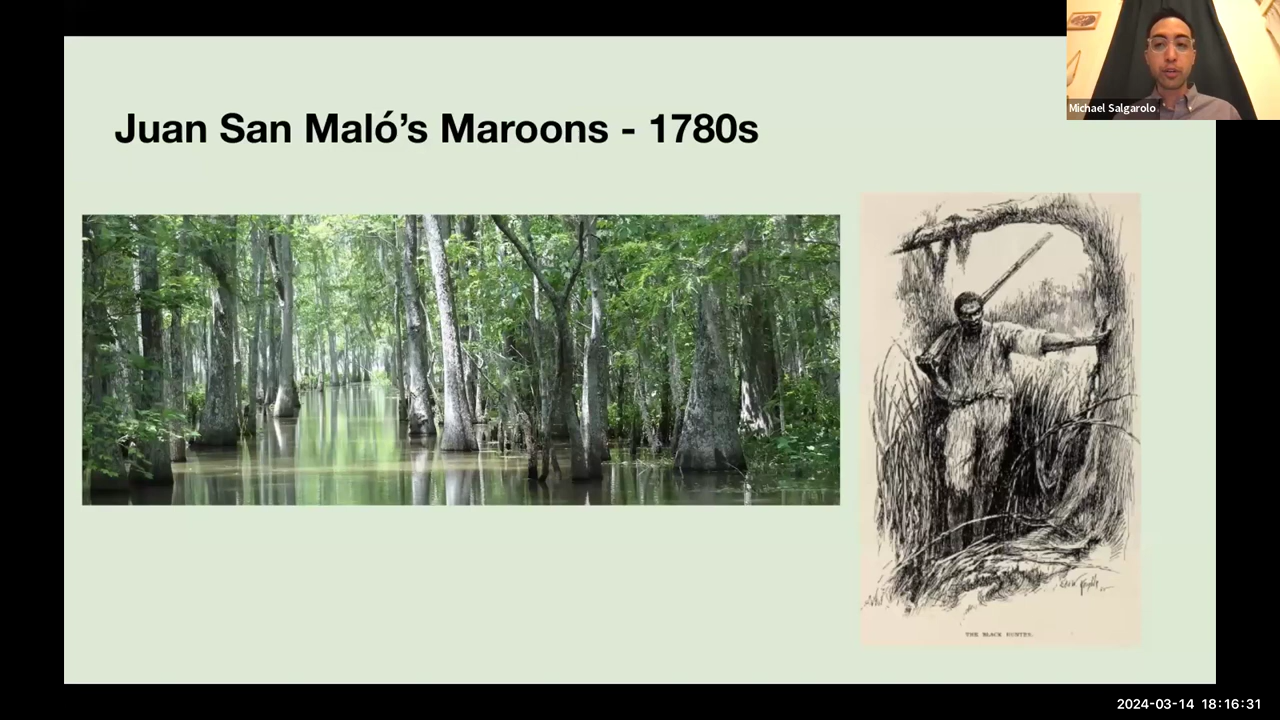 Juan San Maló’s Maroons - 1780s
Michael Salgarolo
THE BLACK HUNTER.
2024-03-14 18:16:31